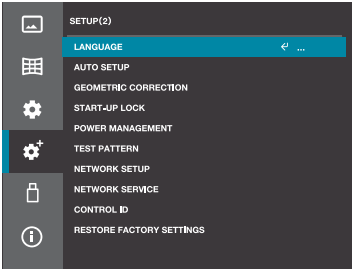 SETUP(2)
LANGUAGE ...
AUTO SETUP
GEOMETRIC CORRECTION
START-UP LOCK
POWER MANAGEMENT
TEST PATTERN
NETWORK SETUP
NETWORK SERVICE
CONTROL ID
RESTORE FACTORY SETTINGS